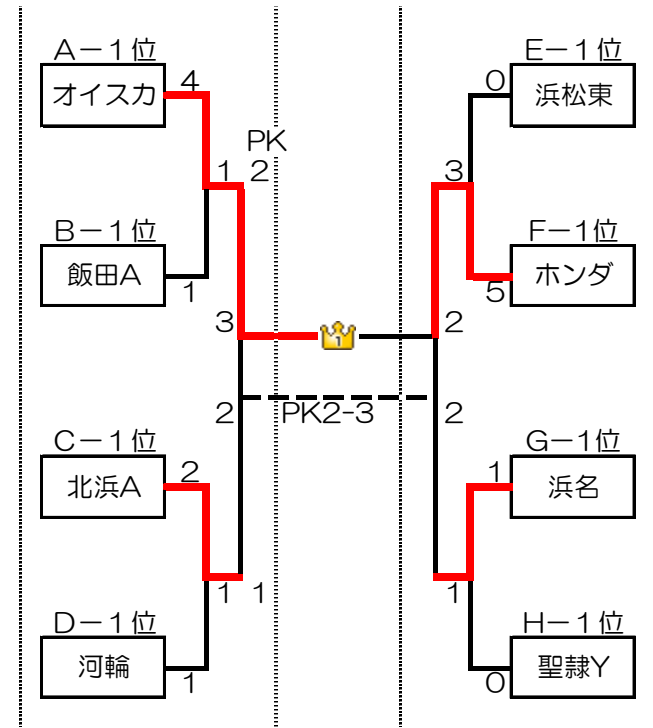 A－1位 E－1位
オイスカ 4 0 浜松東
PK
1 2 3
B－1位 F－1位
飯田A 1 5 ホンダ
3 1 2
2 PK2-3 2
C－1位 G－1位
北浜A 2 1 浜名
1 1 1
D－1位 H－1位
河輪 1 0 聖隷Y